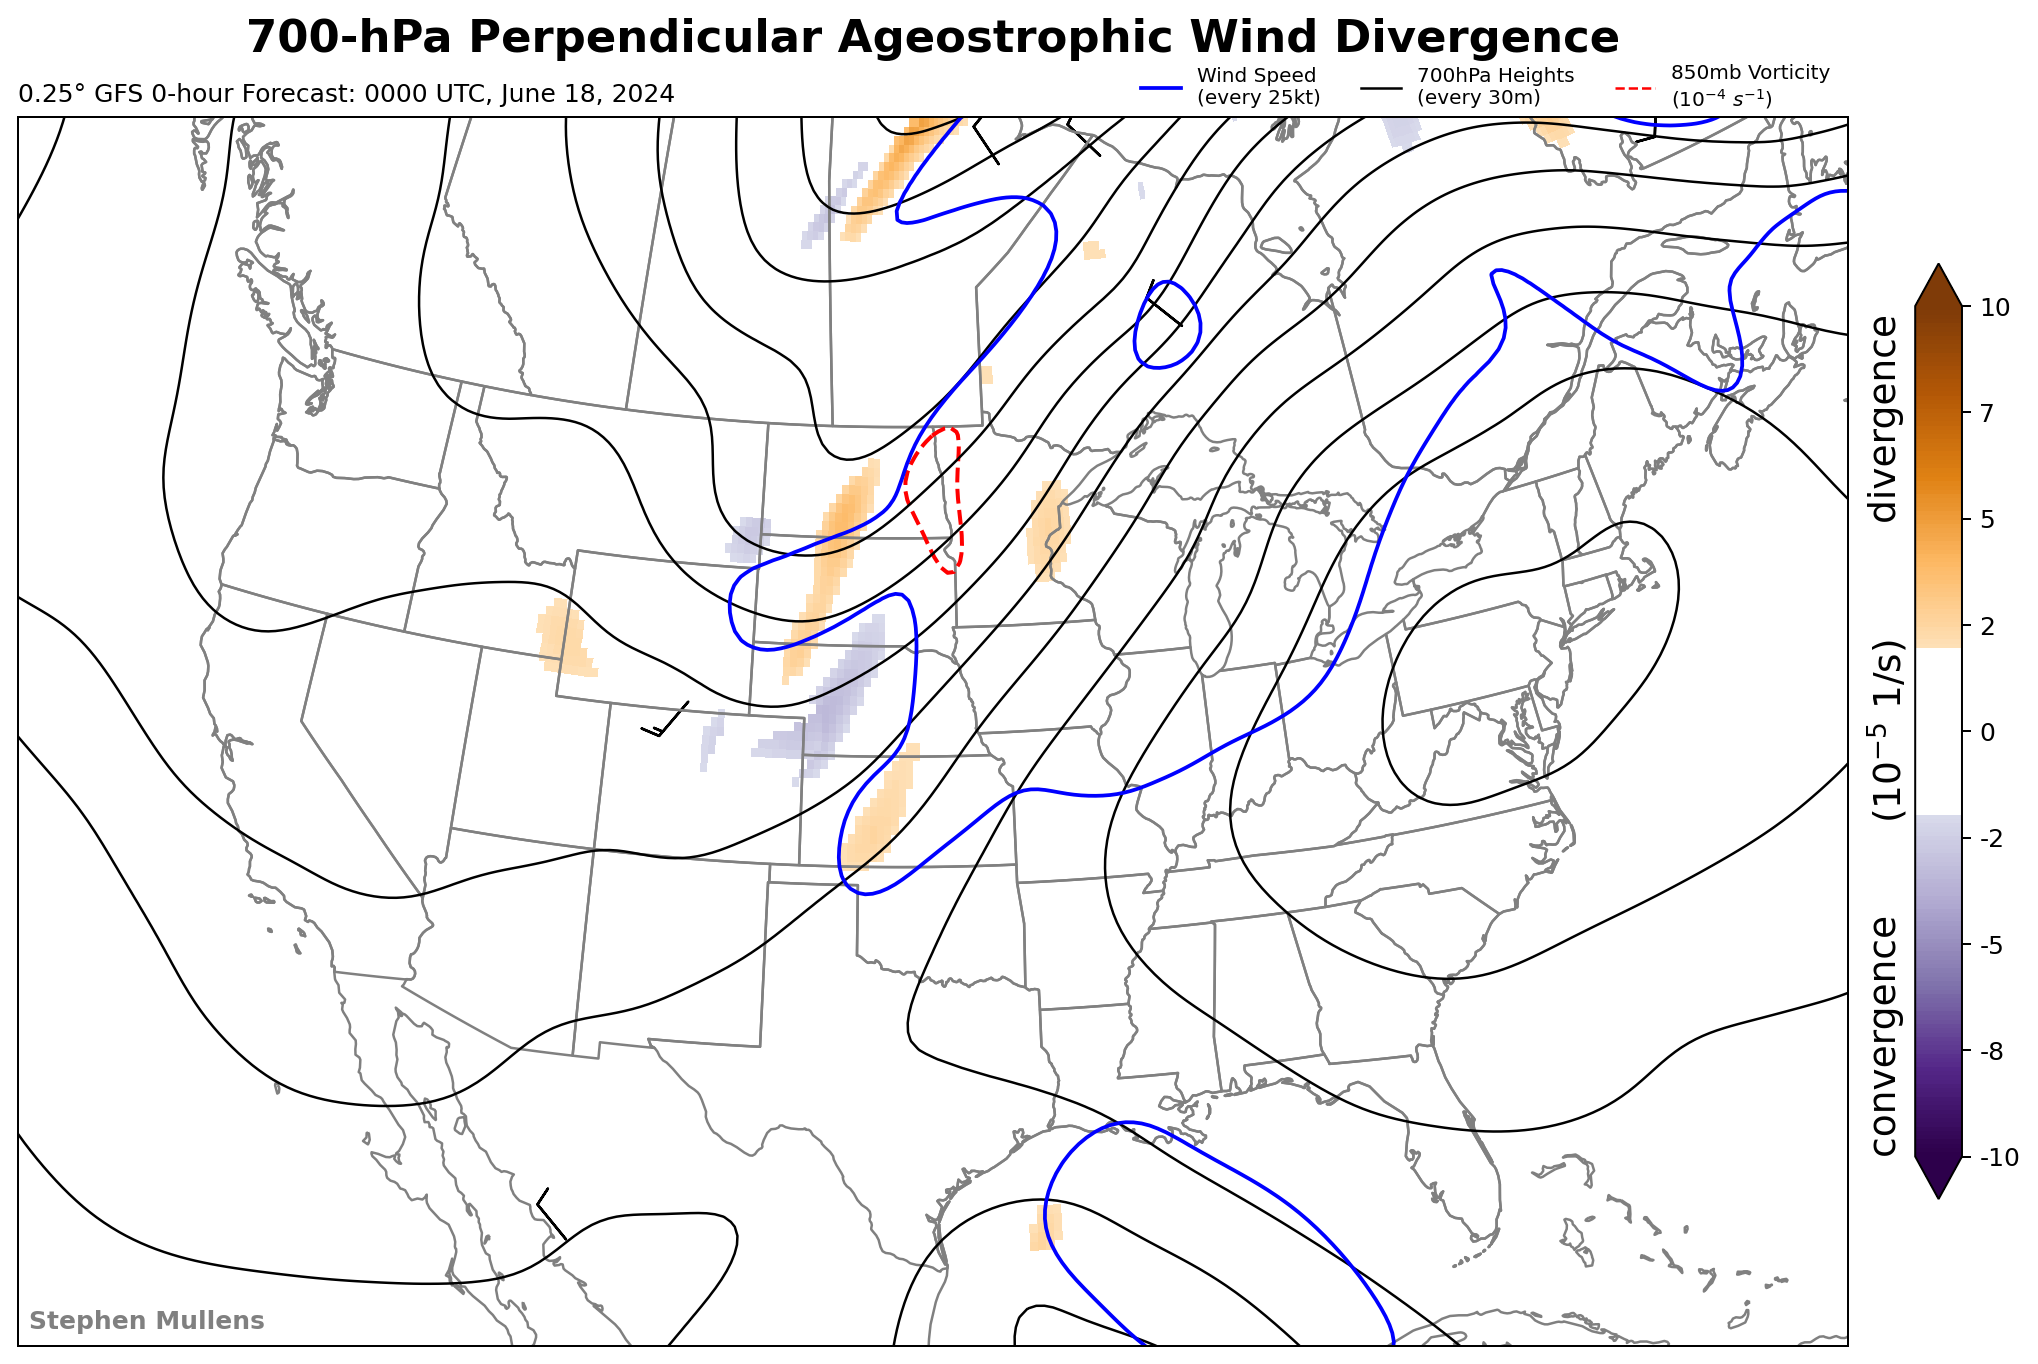 700-hPa Perpendicular Ageostrophic Wind Divergence
0.25° GFS 0-hour Forecast: 0000 UTC, June 18, 2024
Wind Speed
(every 25kt)
700hPa Heights
(every 30m)
850mb Vorticity
(10⁻⁴ s⁻¹)
10
7
5
2
0
-2
-5
-8
-10
convergence (10⁻⁵ 1/s) divergence
Stephen Mullens